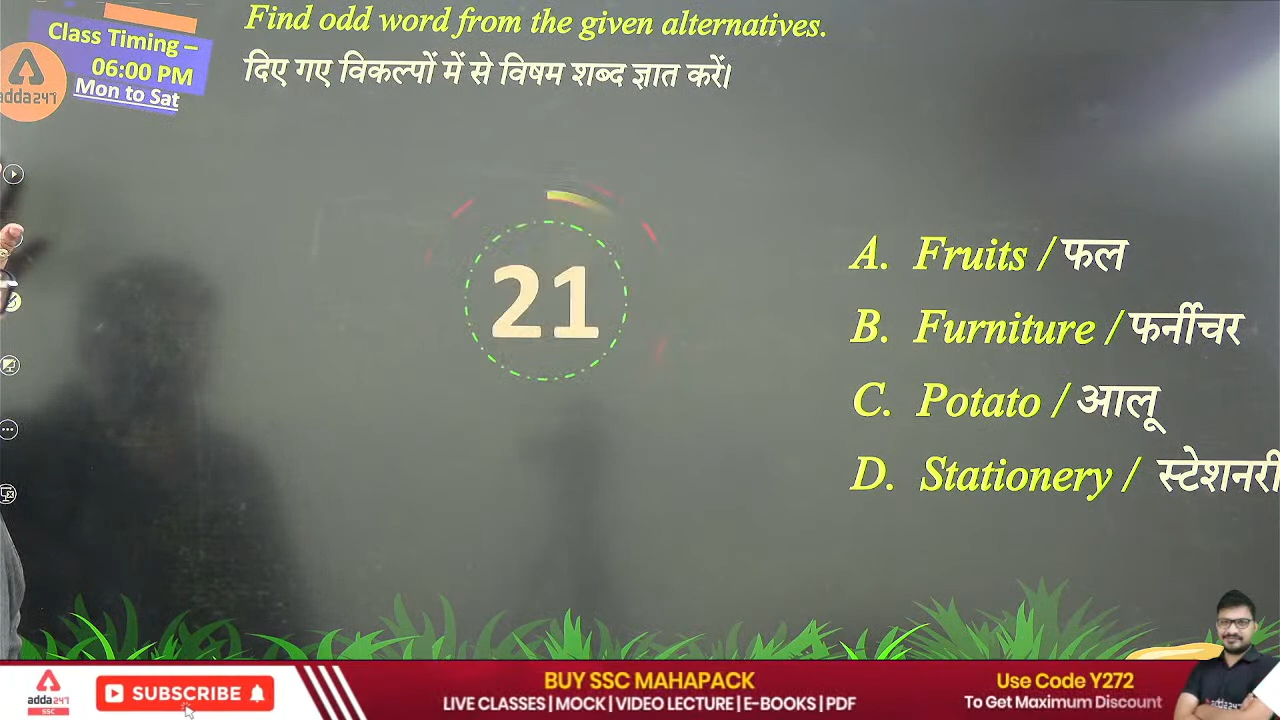 Class Timing –
06:00 PM
Mon to Sat
adda247
Find odd word from the given alternatives.
दिए गए विकल्पों में से विषम शब्द ज्ञात करें।
21
A. Fruits / फल
B. Furniture / फर्नीचर
C. Potato / आलू
D. Stationery / स्टेशनरी
adda247
SSC
SUBSCRIBE
BUY SSC MAHAPACK
LIVE CLASSES | MOCK | VIDEO LECTURE | E-BOOKS | PDF
Use Code Y272
To Get Maximum Discount
adda247